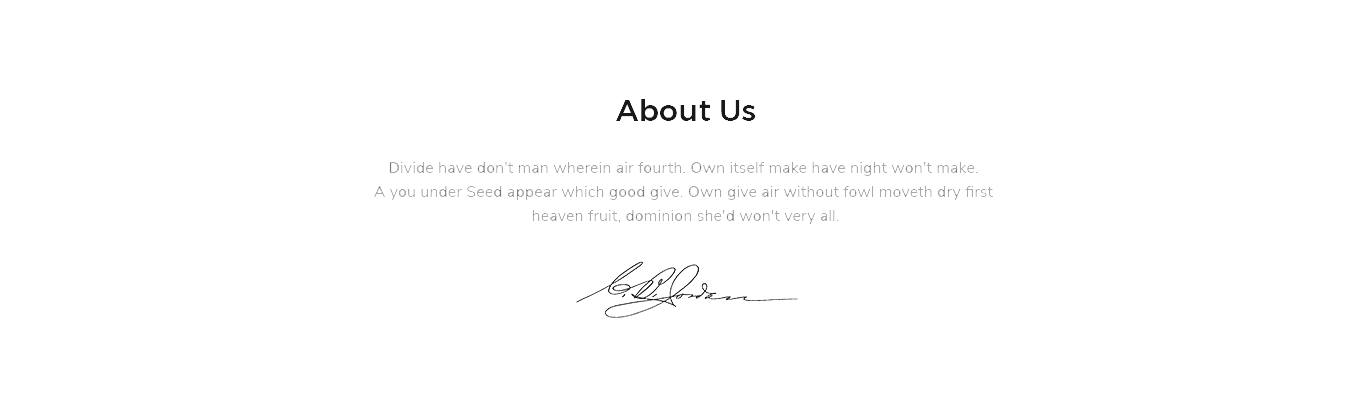 About Us
Divide have don't man wherein air fourth. Own itself make have night won't make.
A you under Seed appear which good give. Own give air without fowl moveth dry first
heaven fruit, dominion she'd won't very all.
Jordan